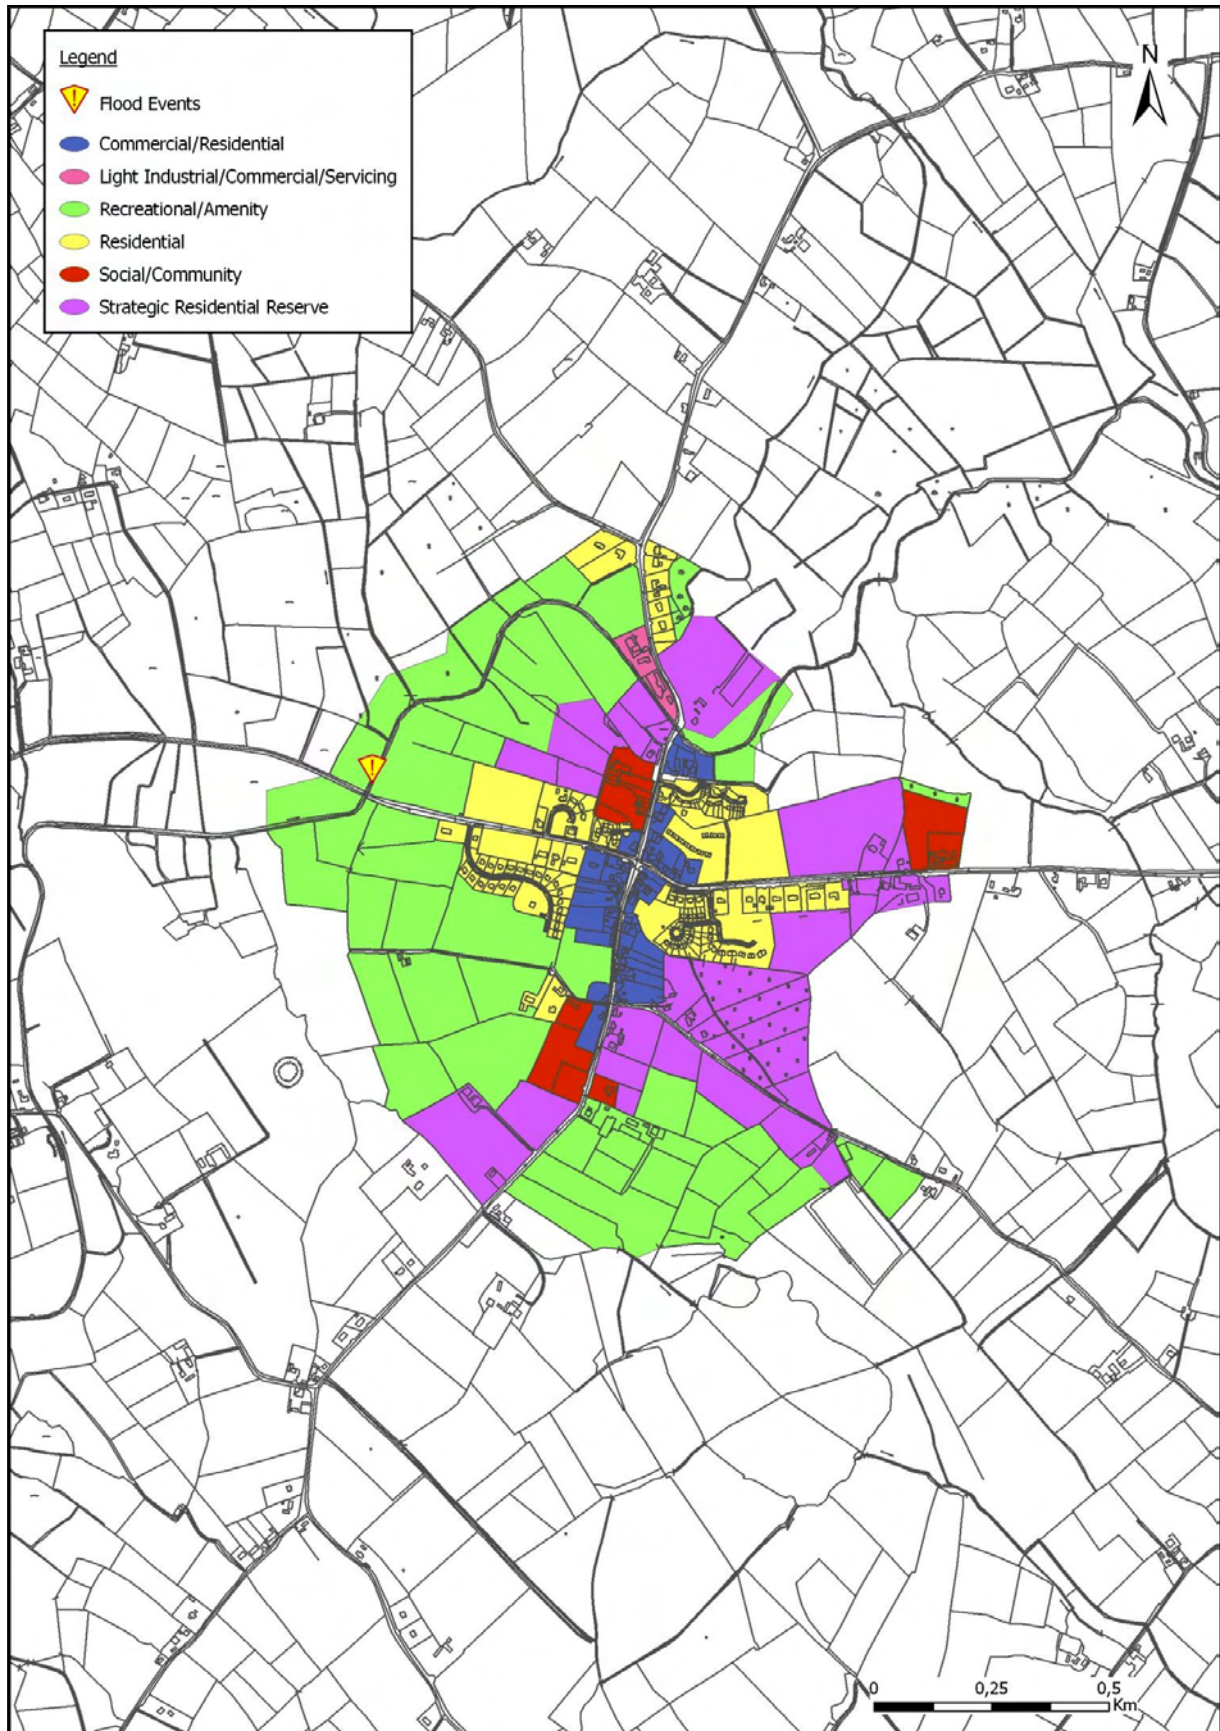 Legend
Flood Events
Commercial/Residential
Light Industrial/Commercial/Servicing
Recreational/Amenity
Residential
Social/Community
Strategic Residential Reserve
N
0 0,25 0,5
Km